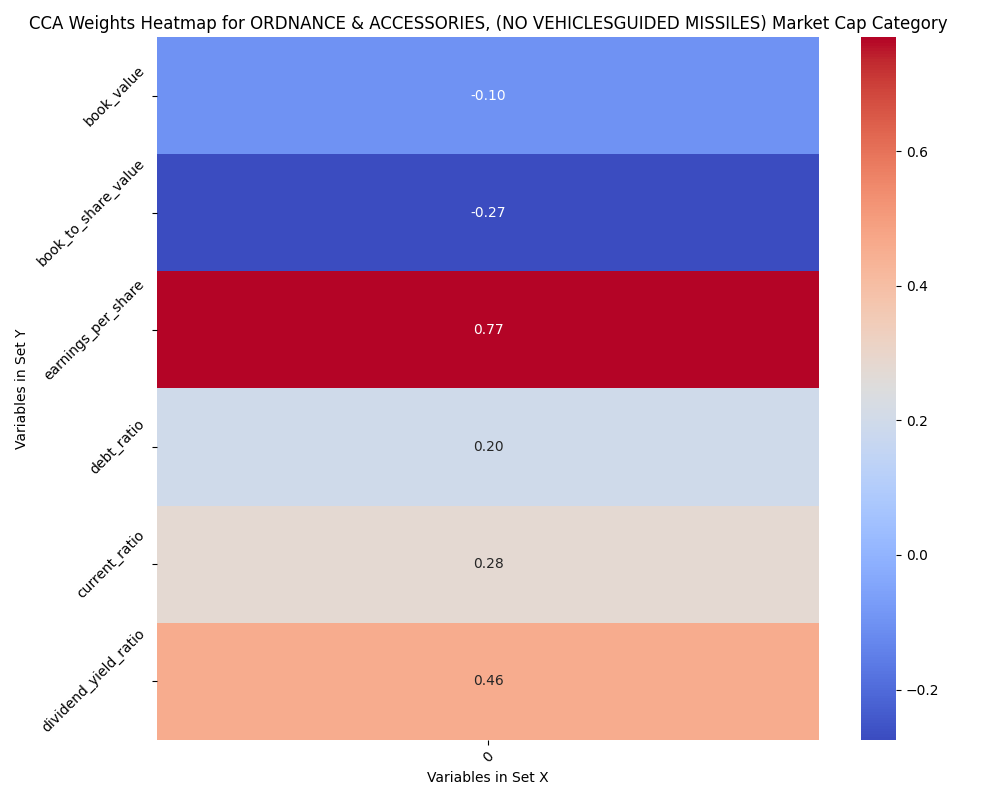 CCA Weights Heatmap for ORDNANCE & ACCESSORIES, (NO VEHICLESGUIDED MISSILES) Market Cap Category
Variables in Set Y
book_value
-0.10
book_to_share_value
-0.27
earnings_per_share
0.77
debt_ratio
0.20
current_ratio
0.28
dividend_yield_ratio
0.46
0
Variables in Set X
0.6
0.4
0.2
0.0
−0.2